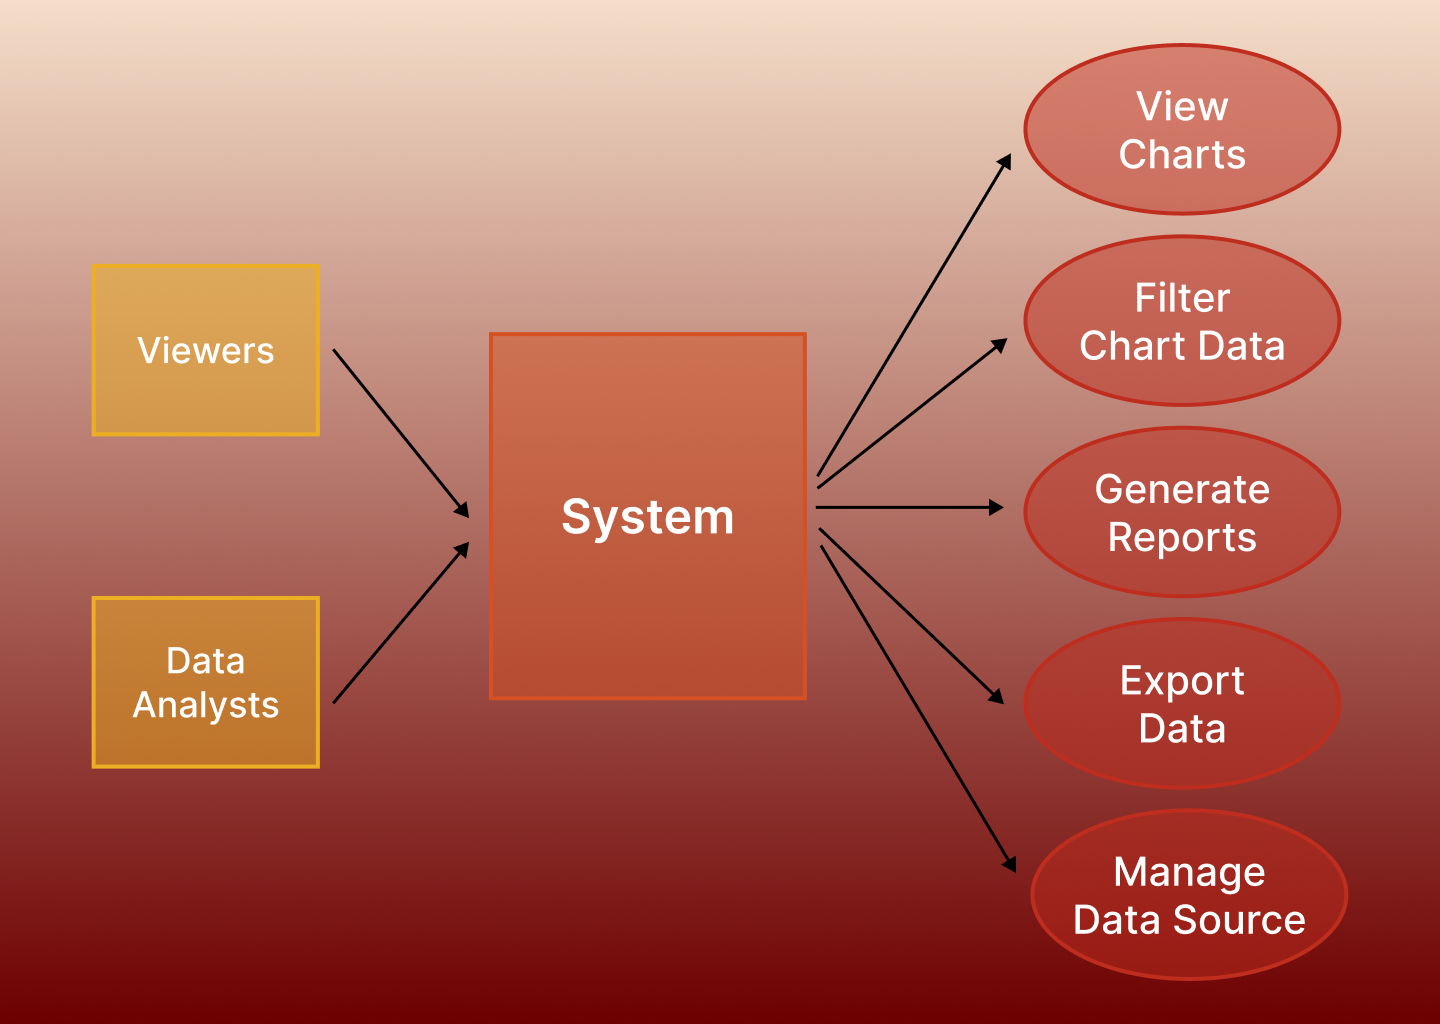 Viewers
Data
Analysts
System
View
Charts
Filter
Chart Data
Generate
Reports
Export
Data
Manage
Data Source